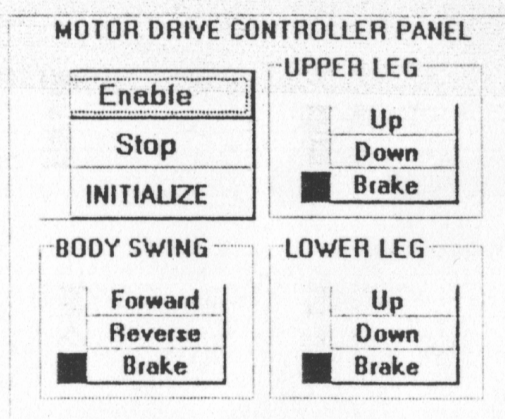 MOTOR DRIVE CONTROLLER PANEL
Enable
Stop
INITIALIZE
UPPER LEG
Up
Down
Brake
BODY SWING
Forward
Reverse
Brake
LOWER LEG
Up
Down
Brake